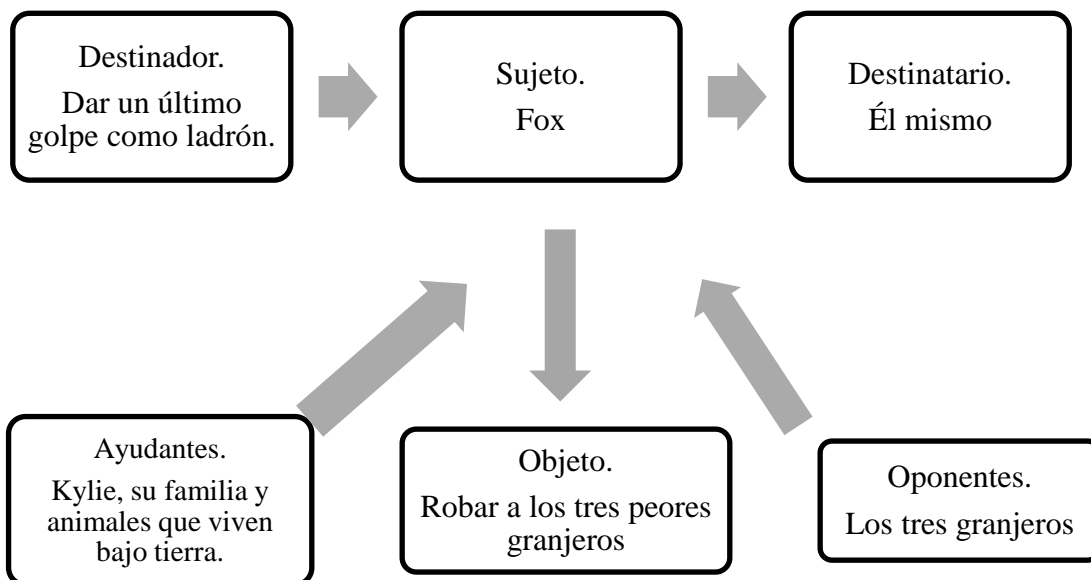 Destinador.
Dar un último
golpe como ladrón.
Sujeto.
Fox
Destinatario.
Él mismo
Ayudantes.
Kylie, su familia y
animales que viven
bajo tierra.
Objeto.
Robar a los tres peores
granjeros
Oponentes.
Los tres granjeros